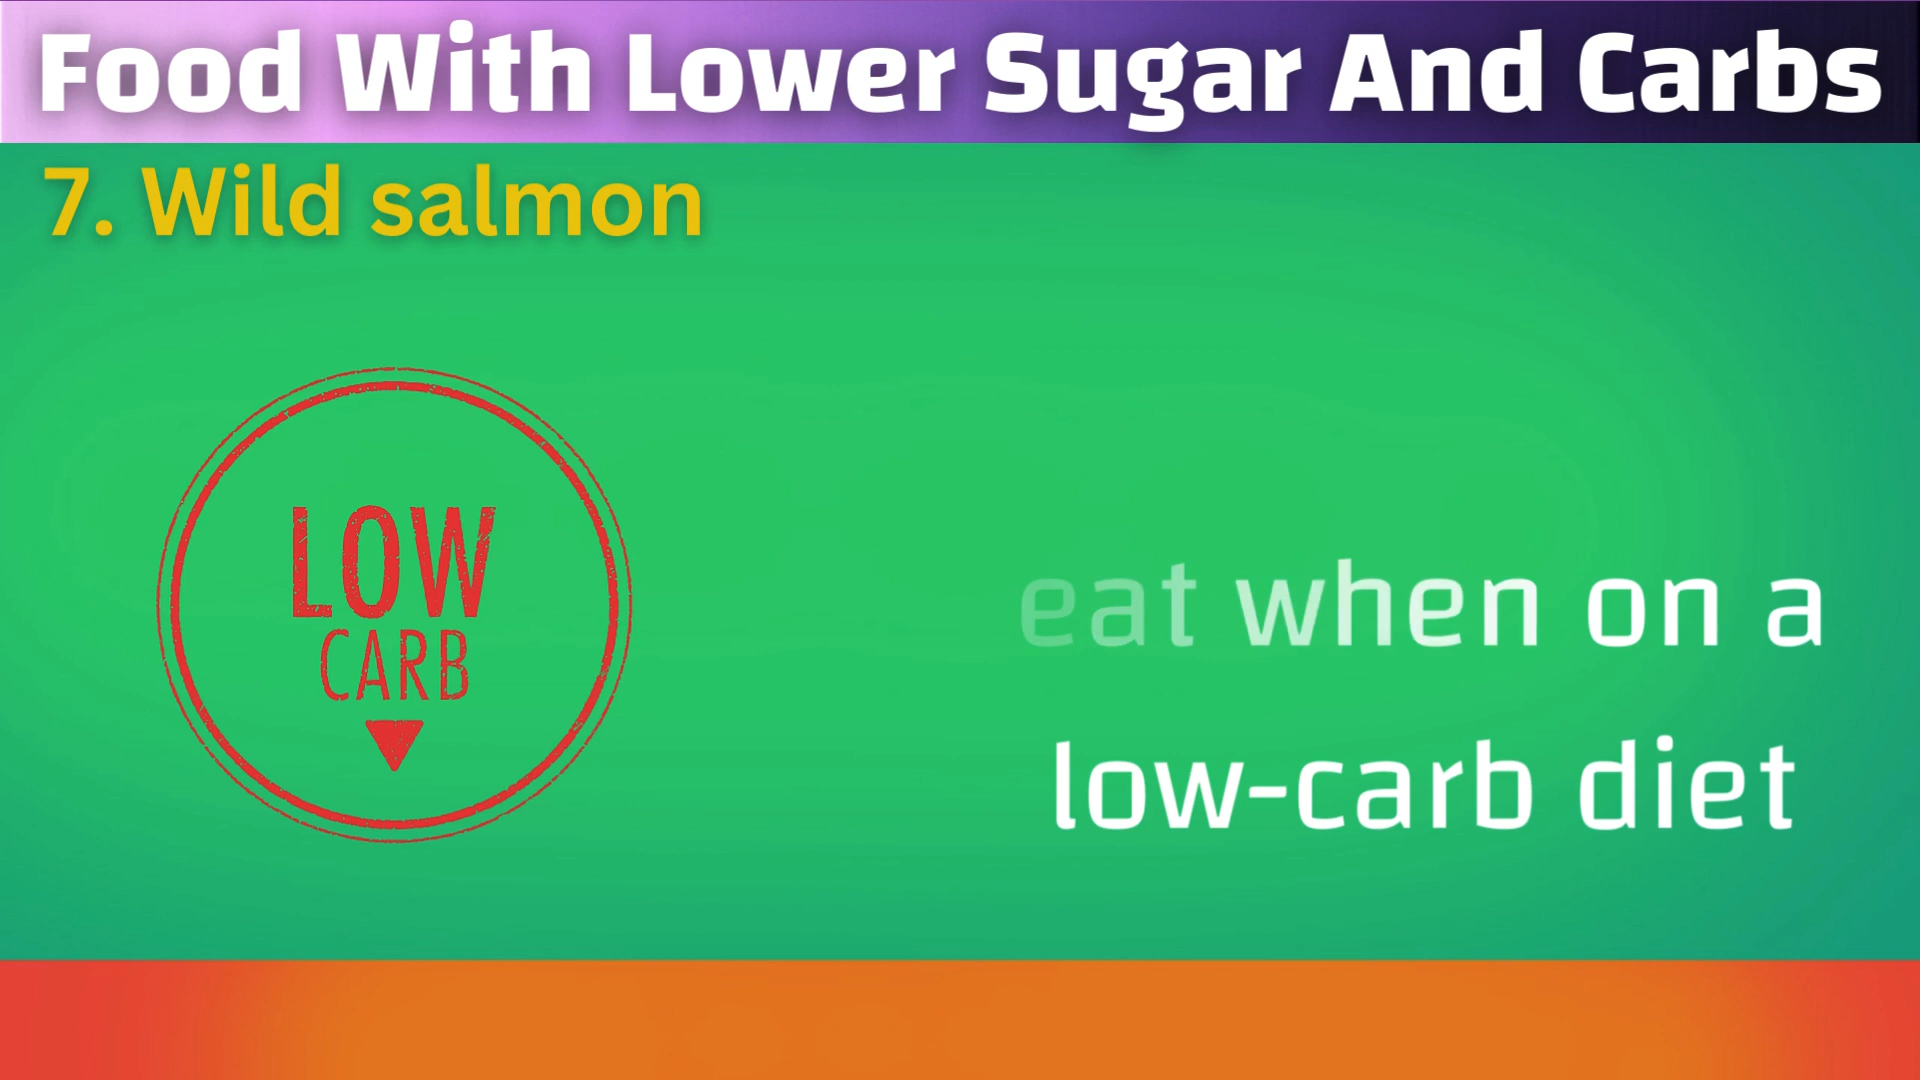 Food With Lower Sugar And Carbs
7. Wild salmon
LOW
CARB
eat when on a
low-carb diet